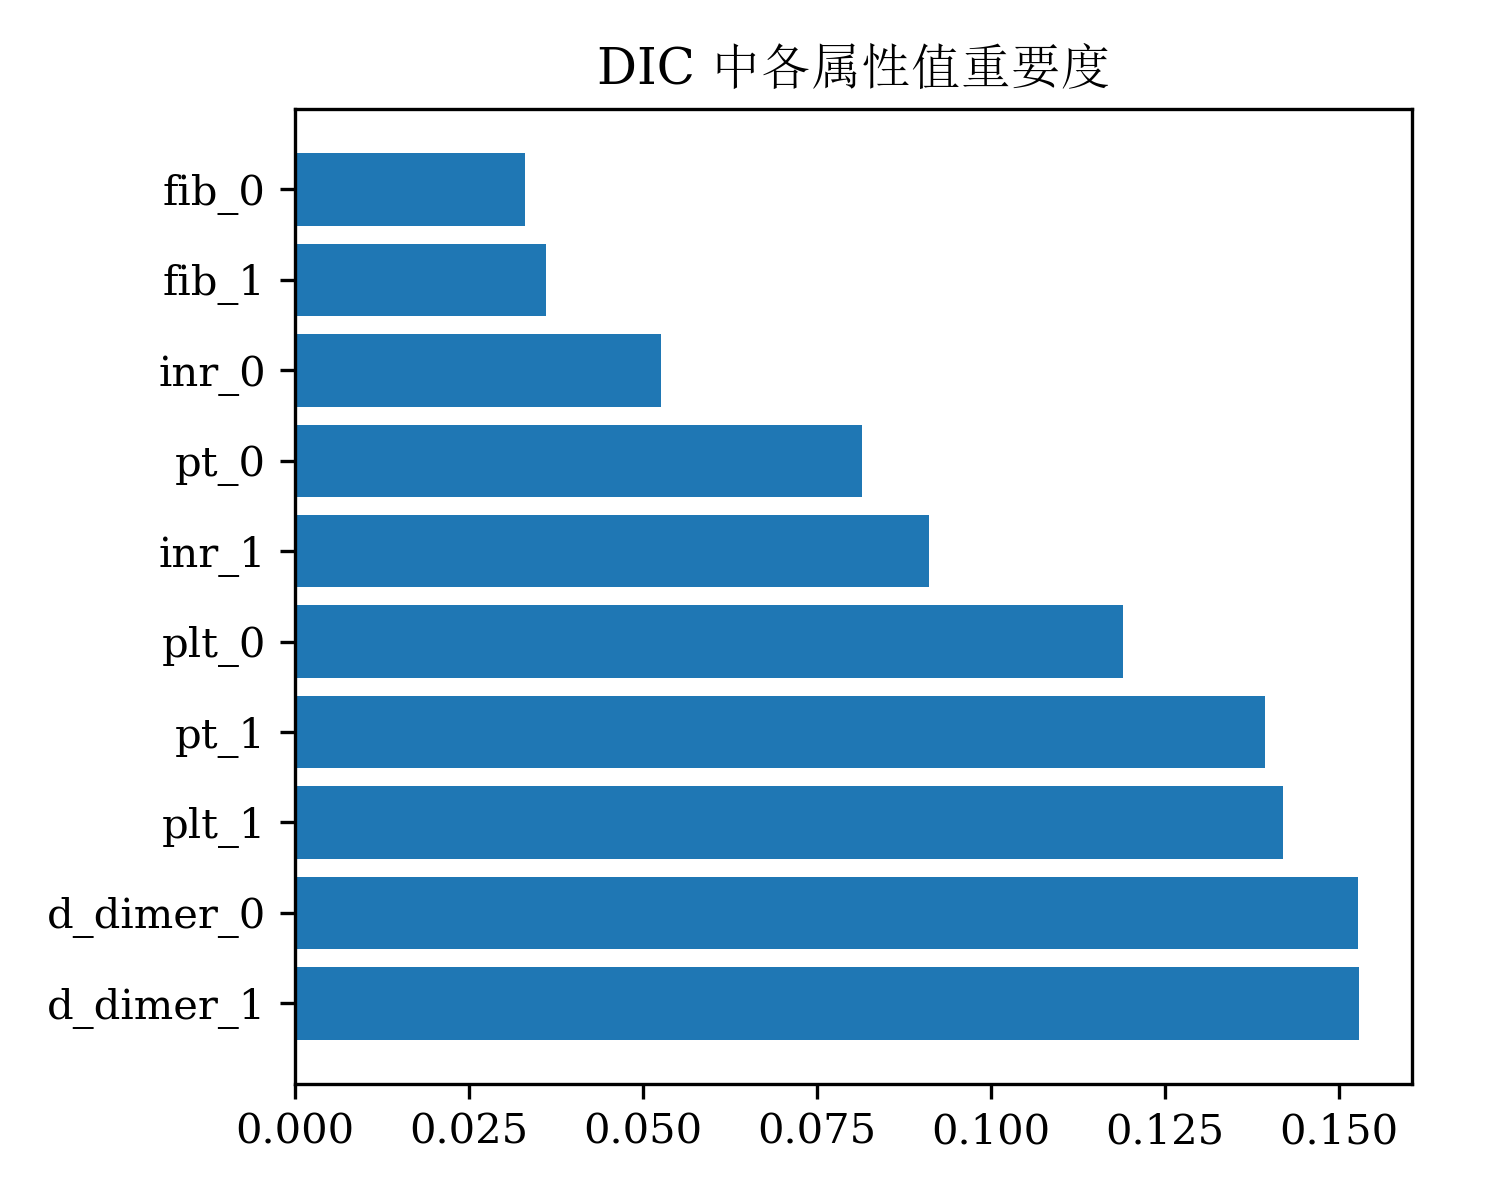 DIC 中各属性值重要度
fib_0
fib_1
inr_0
pt_0
inr_1
plt_0
pt_1
plt_1
d_dimer_0
d_dimer_1
0.000 0.025 0.050 0.075 0.100 0.125 0.150